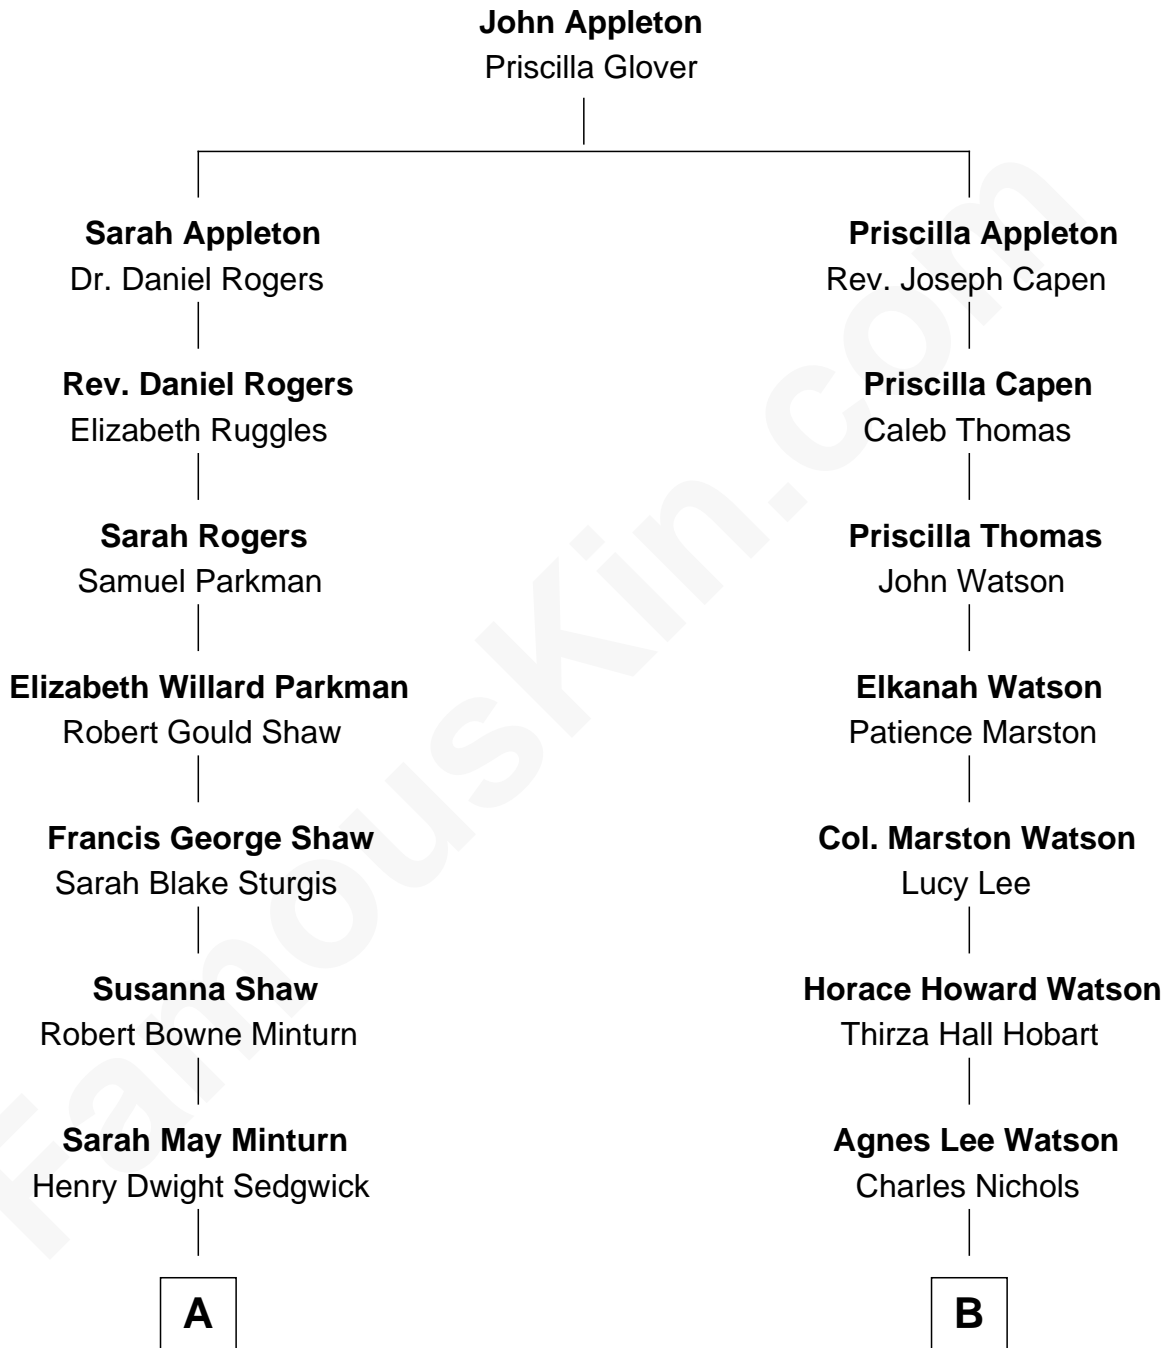 John Appleton
Priscilla Glover
Sarah Appleton
Dr. Daniel Rogers
Priscilla Appleton
Rev. Joseph Capen
Rev. Daniel Rogers
Elizabeth Ruggles
Priscilla Capen
Caleb Thomas
Sarah Rogers
Samuel Parkman
Priscilla Thomas
John Watson
Elizabeth Willard Parkman
Robert Gould Shaw
Elkanah Watson
Patience Marston
Francis George Shaw
Sarah Blake Sturgis
Col. Marston Watson
Lucy Lee
Susanna Shaw
Robert Bowne Minturn
Horace Howard Watson
Thirza Hall Hobart
Sarah May Minturn
Henry Dwight Sedgwick
Agnes Lee Watson
Charles Nichols
A
B
FamousKin.com